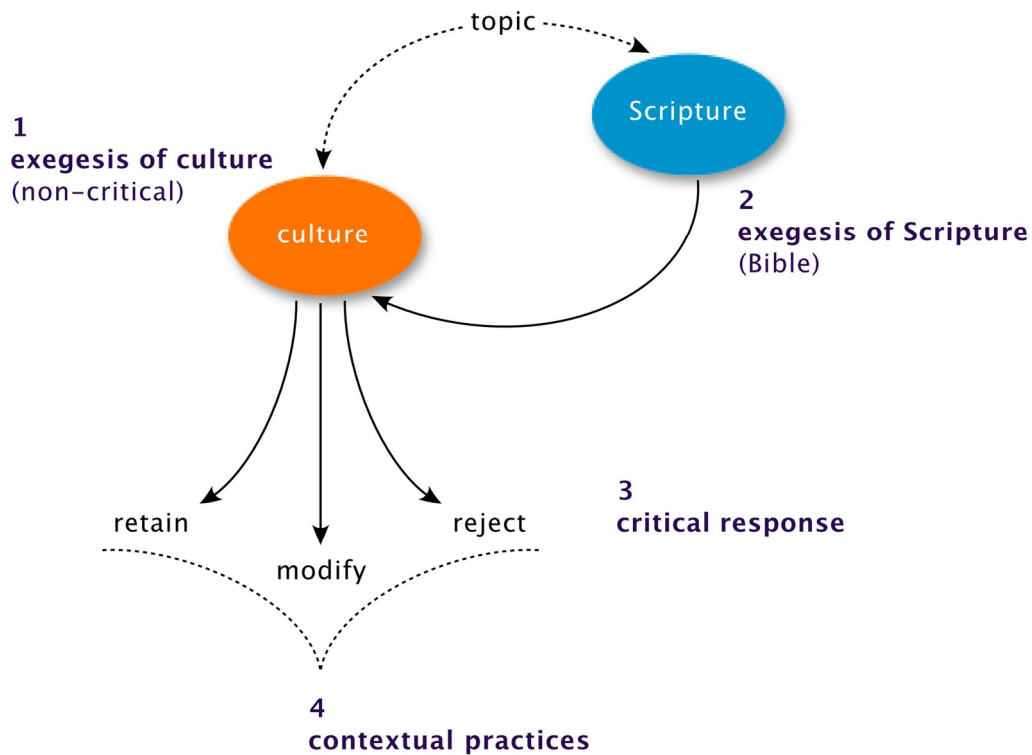 topic
Scripture
1
exegesis of culture
(non-critical)
culture
2
exegesis of Scripture
(Bible)
retain
modify
reject
3
critical response
4
contextual practices